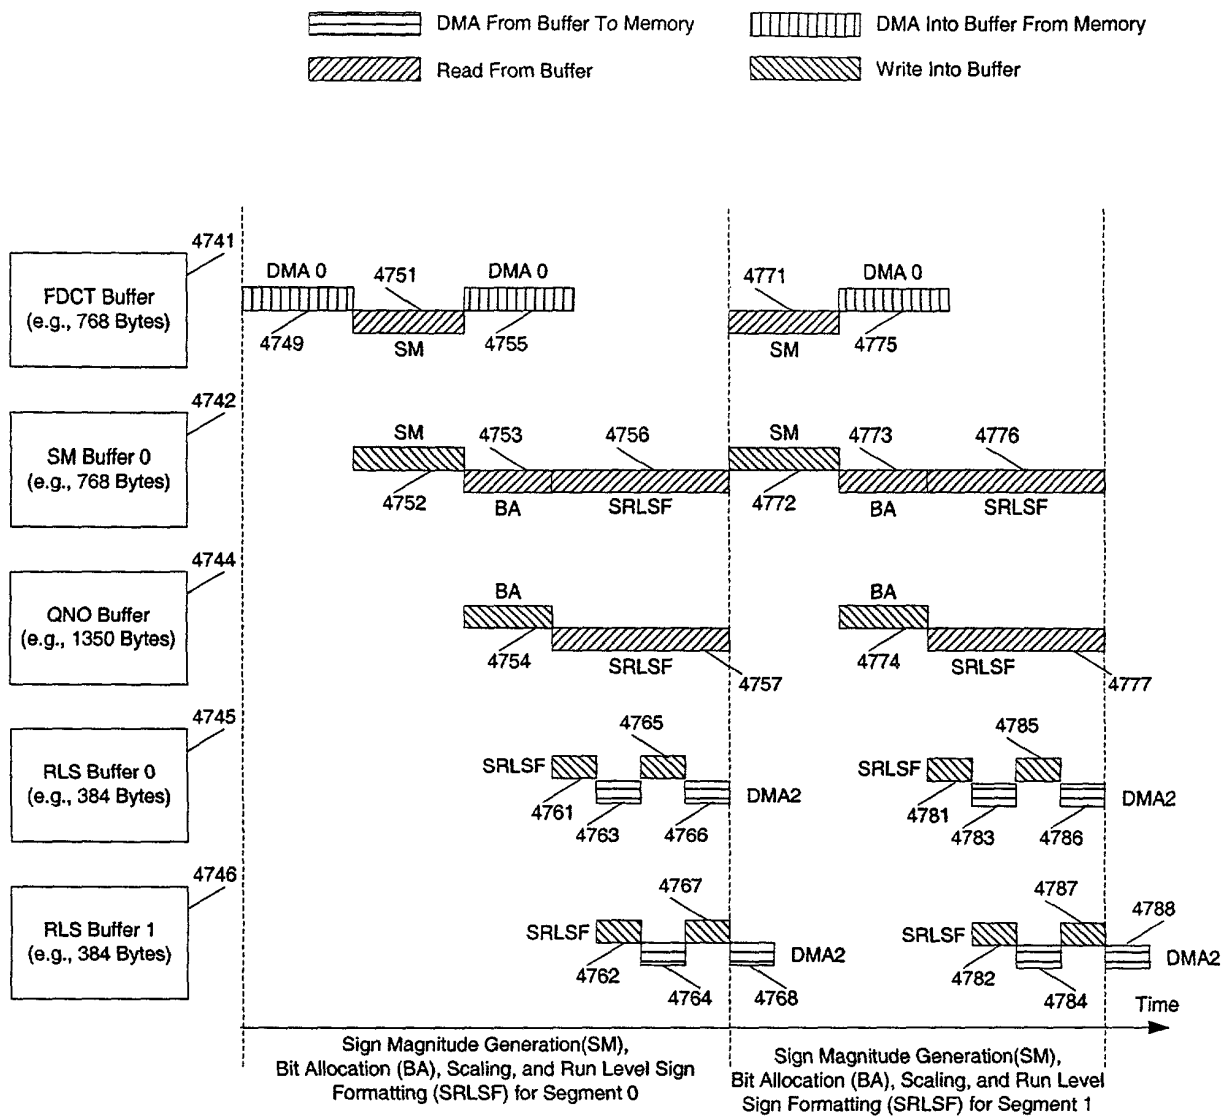 DMA From Buffer To Memory
DMA Into Buffer From Memory
Read From Buffer
Write Into Buffer
4741
FDCT Buffer
(e.g., 768 Bytes)
DMA 0
4751
DMA 0
4771
DMA 0
4749
SM
4755
SM
4775
4742
SM Buffer 0
(e.g., 768 Bytes)
SM
4753
4756
SM
4773
4776
4752
BA
SRLSF
4772
BA
SRLSF
4744
QNO Buffer
(e.g., 1350 Bytes)
BA
BA
4754
SRLSF
4757
4774
SRLSF
4777
4745
RLS Buffer 0
(e.g., 384 Bytes)
4765
4785
SRLSF
SRLSF
DMA2
DMA2
4761
4763
4766
4781
4783
4786
4746
RLS Buffer 1
(e.g., 384 Bytes)
4767
4787
4788
SRLSF
SRLSF
DMA2
DMA2
4762
4764
4768
4782
4784
Time
Sign Magnitude Generation(SM),
Bit Allocation (BA), Scaling, and Run Level Sign
Formatting (SRLSF) for Segment 0
Sign Magnitude Generation(SM),
Bit Allocation (BA), Scaling, and Run Level
Sign Formatting (SRLSF) for Segment 1